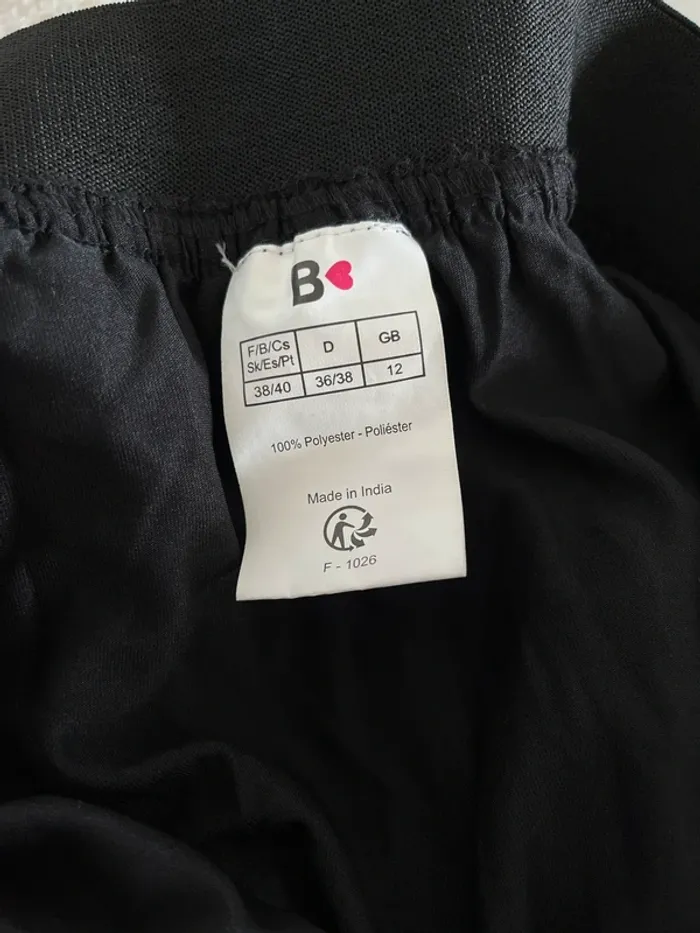 B
F/B/Cs
Sk/Es/Pt
D
GB
38/40
36/38
12
100% Polyester - Poliéster
Made in India
F - 1026